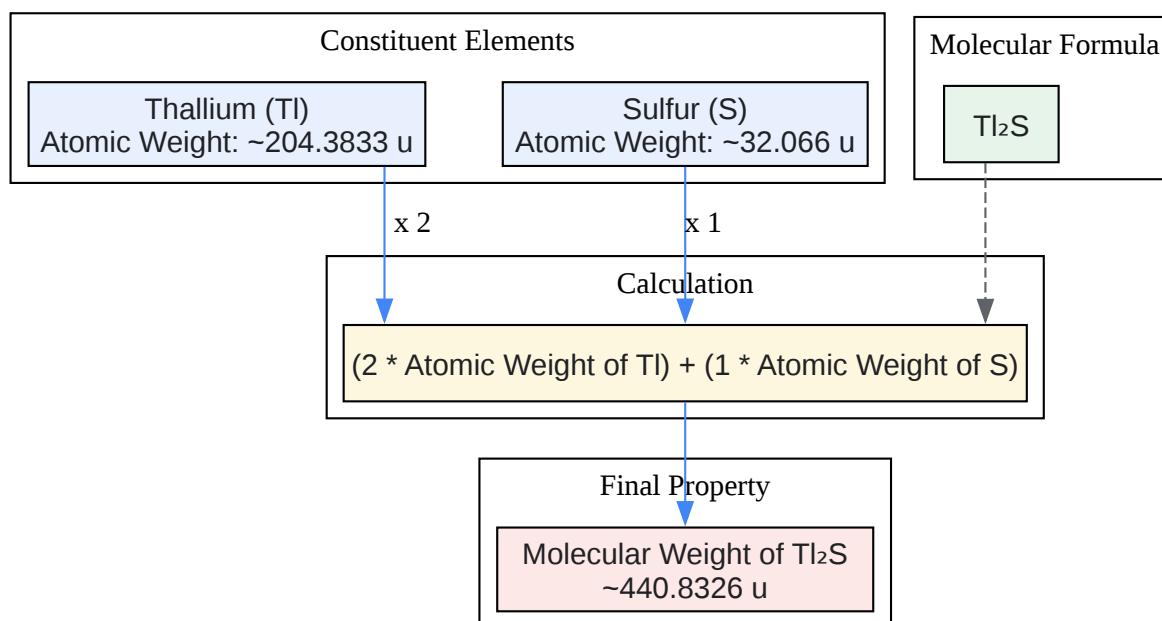 Constituent Elements
Thallium (Tl)
Atomic Weight: ~204.3833 u
Sulfur (S)
Atomic Weight: ~32.066 u
Molecular Formula
Tl₂S
x 2
x 1
Calculation
(2 * Atomic Weight of Tl) + (1 * Atomic Weight of S)
Final Property
Molecular Weight of Tl₂S
~440.8326 u